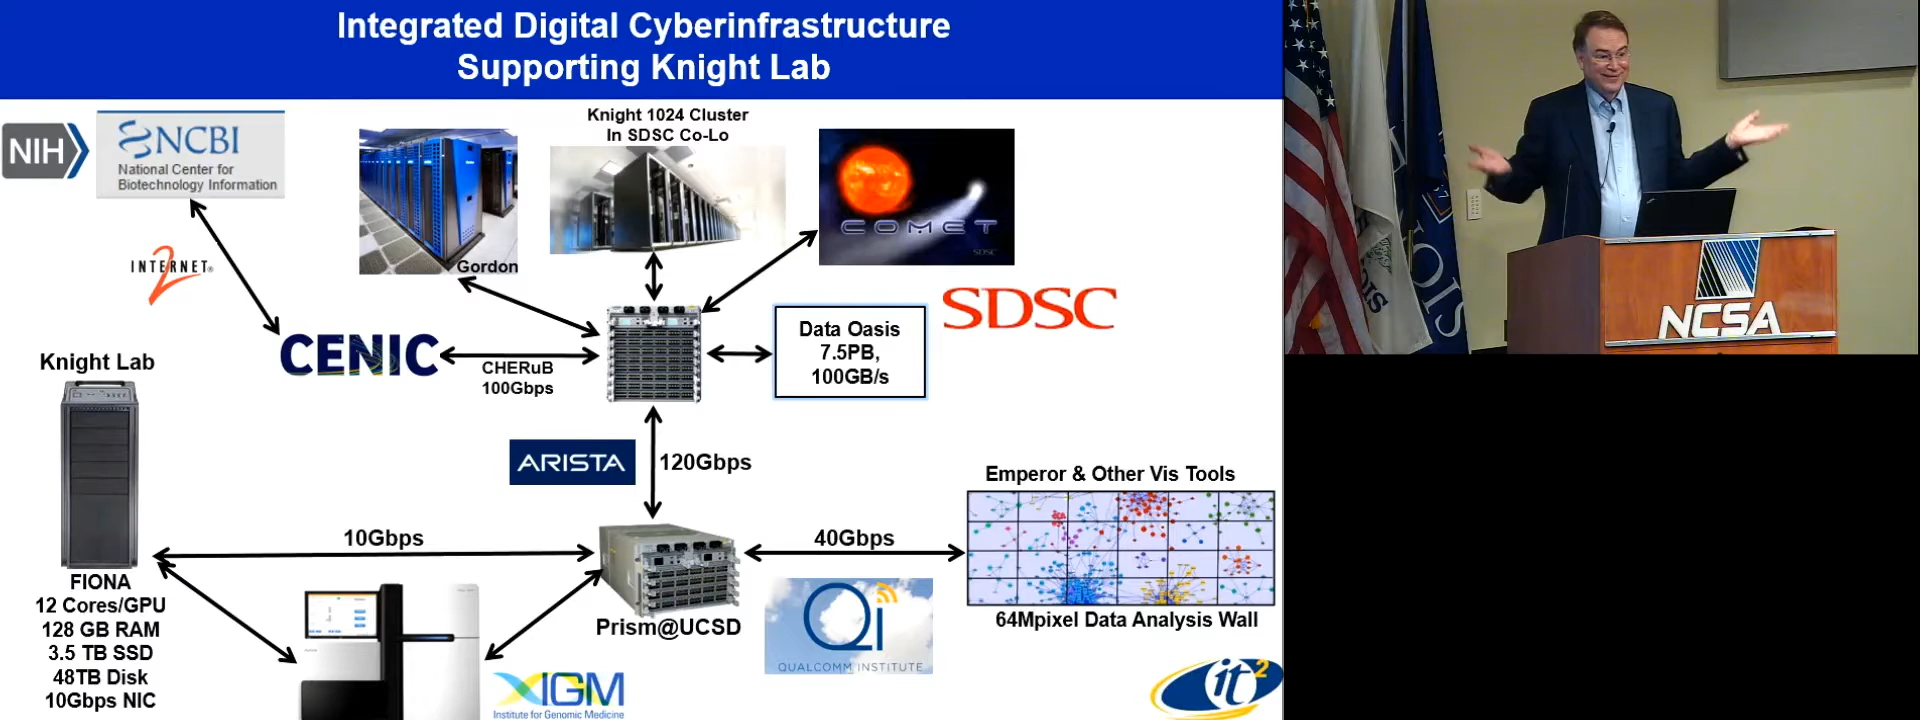 Integrated Digital Cyberinfrastructure
Supporting Knight Lab
NIH
NCBI
National Center for
Biotechnology Information
INTERNET
2
Knight 1024 Cluster
In SDSC Co-Lo
Gordon
COMET
SDSC
SDSC
CENIC
CHERuB
100Gbps
Data Oasis
7.5PB,
100GB/s
Knight Lab
ARISTA
120Gbps
Emperor & Other Vis Tools
10Gbps
40Gbps
FIONA
12 Cores/GPU
128 GB RAM
3.5 TB SSD
48TB Disk
10Gbps NIC
Prism@UCSD
Qi
QUALCOMM INSTITUTE
64Mpixel Data Analysis Wall
IGM
Institute for Genomic Medicine
it2
NCSA